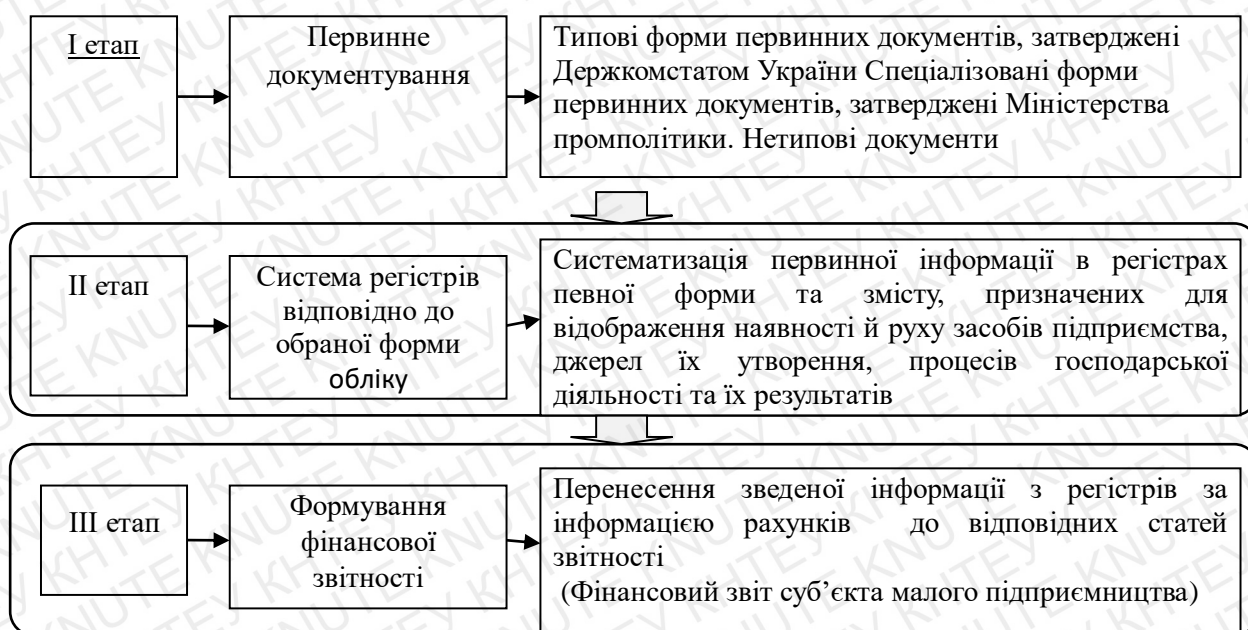 І етап
Первинне
документування
Типові форми первинних документів, затверджені
Держкомстатом України Спеціалізовані форми
первинних документів, затверджені Міністерства
промполітики. Нетипові документи
ІІ етап
Система регістрів
відповідно до
обраної форми
обліку
Систематизація первинної інформації в регістрах
певної форми та змісту, призначених для
відображення наявності й руху засобів підприємства,
джерел їх утворення, процесів господарської
діяльності та їх результатів
ІІІ етап
Формування
фінансової
звітності
Перенесення зведеної інформації з регістрів за
інформацією рахунків до відповідних статей
звітності
(Фінансовий звіт суб’єкта малого підприємництва)